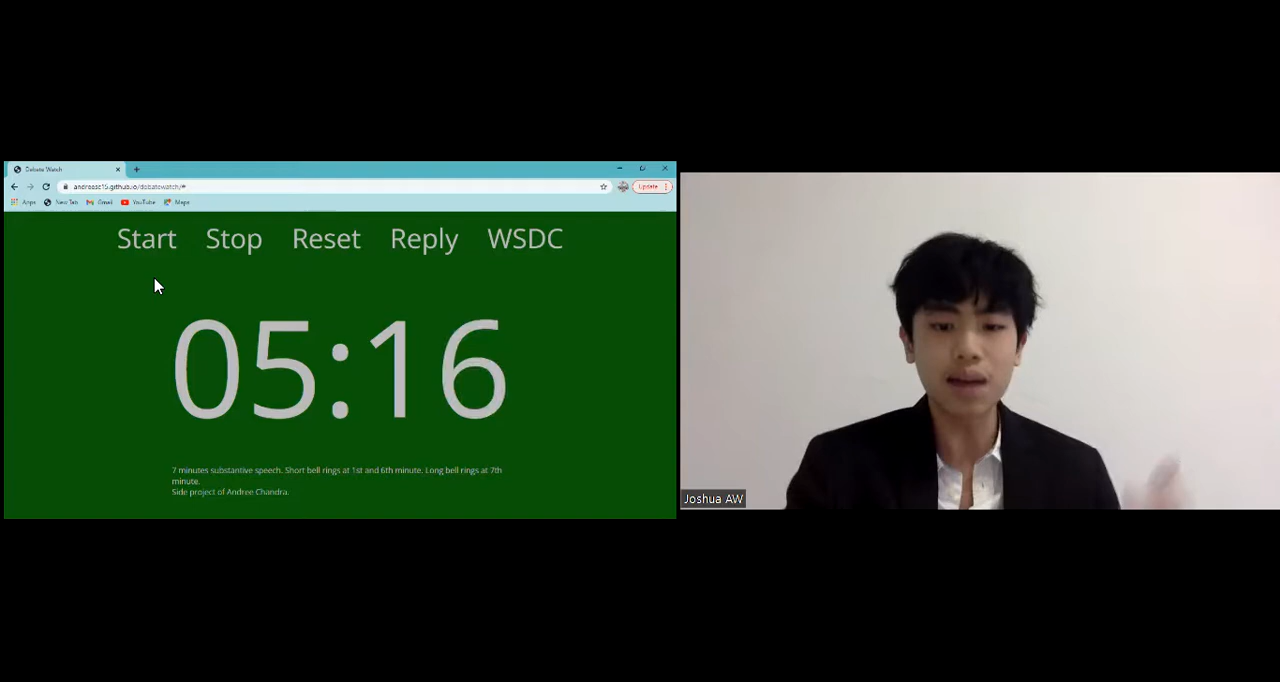 Debate Watch
andreesc15.github.io/debatewatch/#
Update
Apps New Tab Gmail YouTube Maps
Start Stop Reset Reply WSDC
05:16
7 minutes substantive speech. Short bell rings at 1st and 6th minute. Long bell rings at 7th
minute.
Side project of Andree Chandra.
Joshua AW